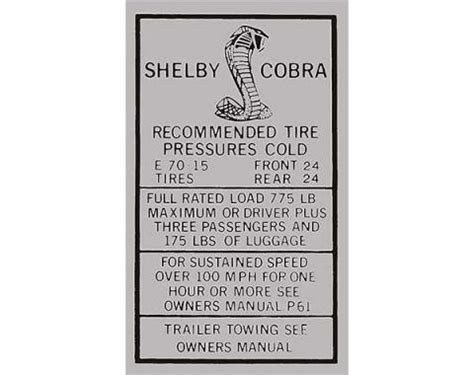 SHELBY COBRA
RECOMMENDED TIRE
PRESSURES COLD
E 70-15 FRONT 24
TIRES REAR 24
FULL RATED LOAD 775 LB
MAXIMUM OR DRIVER PLUS
THREE PASSENGERS AND
175 LBS OF LUGGAGE
FOR SUSTAINED SPEED
OVER 100 MPH FOR ONE
HOUR OR MORE SEE
OWNERS MANUAL P.61
TRAILER TOWING SEE
OWNERS MANUAL